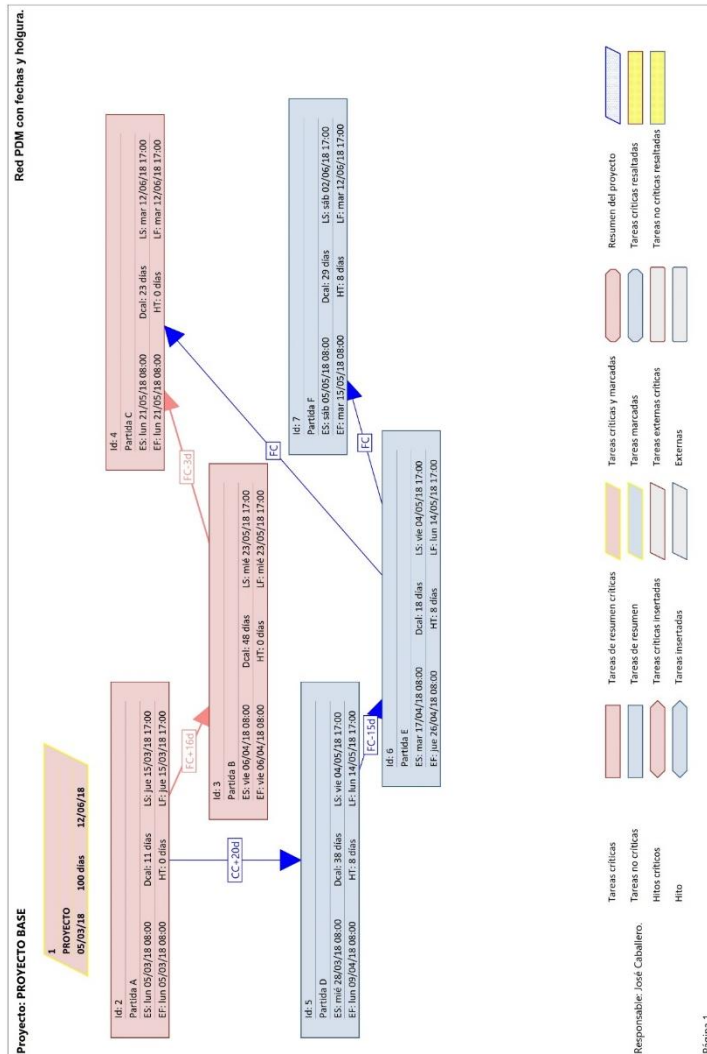 Proyecto: PROYECTO BASE
Red PDM con fechas y holgura.
1
PROYECTO
05/03/18 100 días 12/06/18
Id: 2
Partida A
ES: lun 05/03/18 08:00 Dcal: 11 días LS: jue 15/03/18 17:00
EF: lun 05/03/18 08:00 HT: 0 días LF: jue 15/03/18 17:00
FC+16d
Id: 3
Partida B
ES: vie 06/04/18 08:00 Dcal: 48 días LS: mié 23/05/18 17:00
EF: vie 06/04/18 08:00 HT: 0 días LF: mié 23/05/18 17:00
FC-3d
Id: 4
Partida C
ES: lun 21/05/18 08:00 Dcal: 23 días LS: mar 12/06/18 17:00
EF: lun 21/05/18 08:00 HT: 0 días LF: mar 12/06/18 17:00
CC+20d
Id: 5
Partida D
ES: mié 28/03/18 08:00 Dcal: 38 días LS: vie 04/05/18 17:00
EF: lun 09/04/18 08:00 HT: 8 días LF: lun 14/05/18 17:00
FC-15d
Id: 6
Partida E
ES: mar 17/04/18 08:00 Dcal: 18 días LS: vie 04/05/18 17:00
EF: jue 26/04/18 08:00 HT: 8 días LF: lun 14/05/18 17:00
FC
FC
Id: 7
Partida F
ES: sáb 05/05/18 08:00 Dcal: 29 días LS: sáb 02/06/18 17:00
EF: mar 15/05/18 08:00 HT: 8 días LF: mar 12/06/18 17:00
Responsable: José Caballero.
Tareas críticas
Tareas no críticas
Hitos críticos
Hito
Tareas de resumen críticas
Tareas de resumen
Tareas críticas insertadas
Tareas insertadas
Tareas críticas y marcadas
Tareas marcadas
Tareas externas críticas
Externas
Resumen del proyecto
Tareas críticas resaltadas
Tareas no críticas resaltadas
Página 1